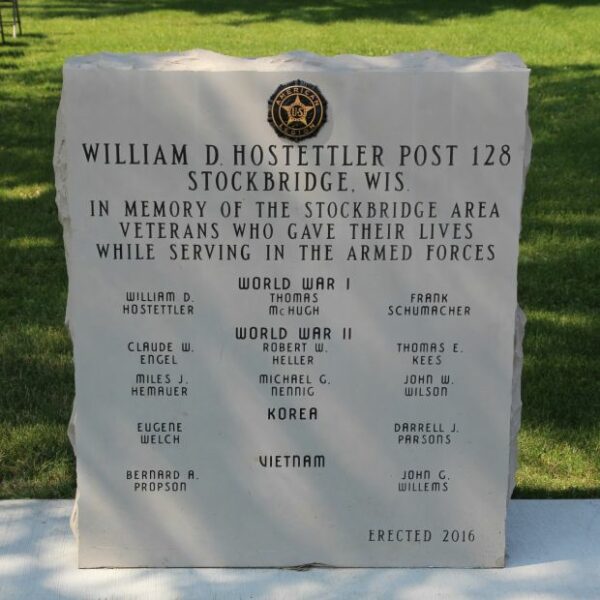 AMERICAN
US
LEGION
WILLIAM D. HOSTETTLER POST 128
STOCKBRIDGE, WIS.
IN MEMORY OF THE STOCKBRIDGE AREA
VETERANS WHO GAVE THEIR LIVES
WHILE SERVING IN THE ARMED FORCES
WORLD WAR I
WILLIAM D.
HOSTETTLER
THOMAS
McHUGH
FRANK
SCHUMACHER
WORLD WAR II
CLAUDE W.
ENGEL
ROBERT W.
HELLER
THOMAS E.
KEES
MILES J.
HEMAUER
MICHAEL G.
NENNIG
JOHN W.
WILSON
KOREA
EUGENE
WELCH
DARRELL J.
PARSONS
VIETNAM
BERNARD A.
PROPSON
JOHN G.
WILLEMS
ERECTED 2016